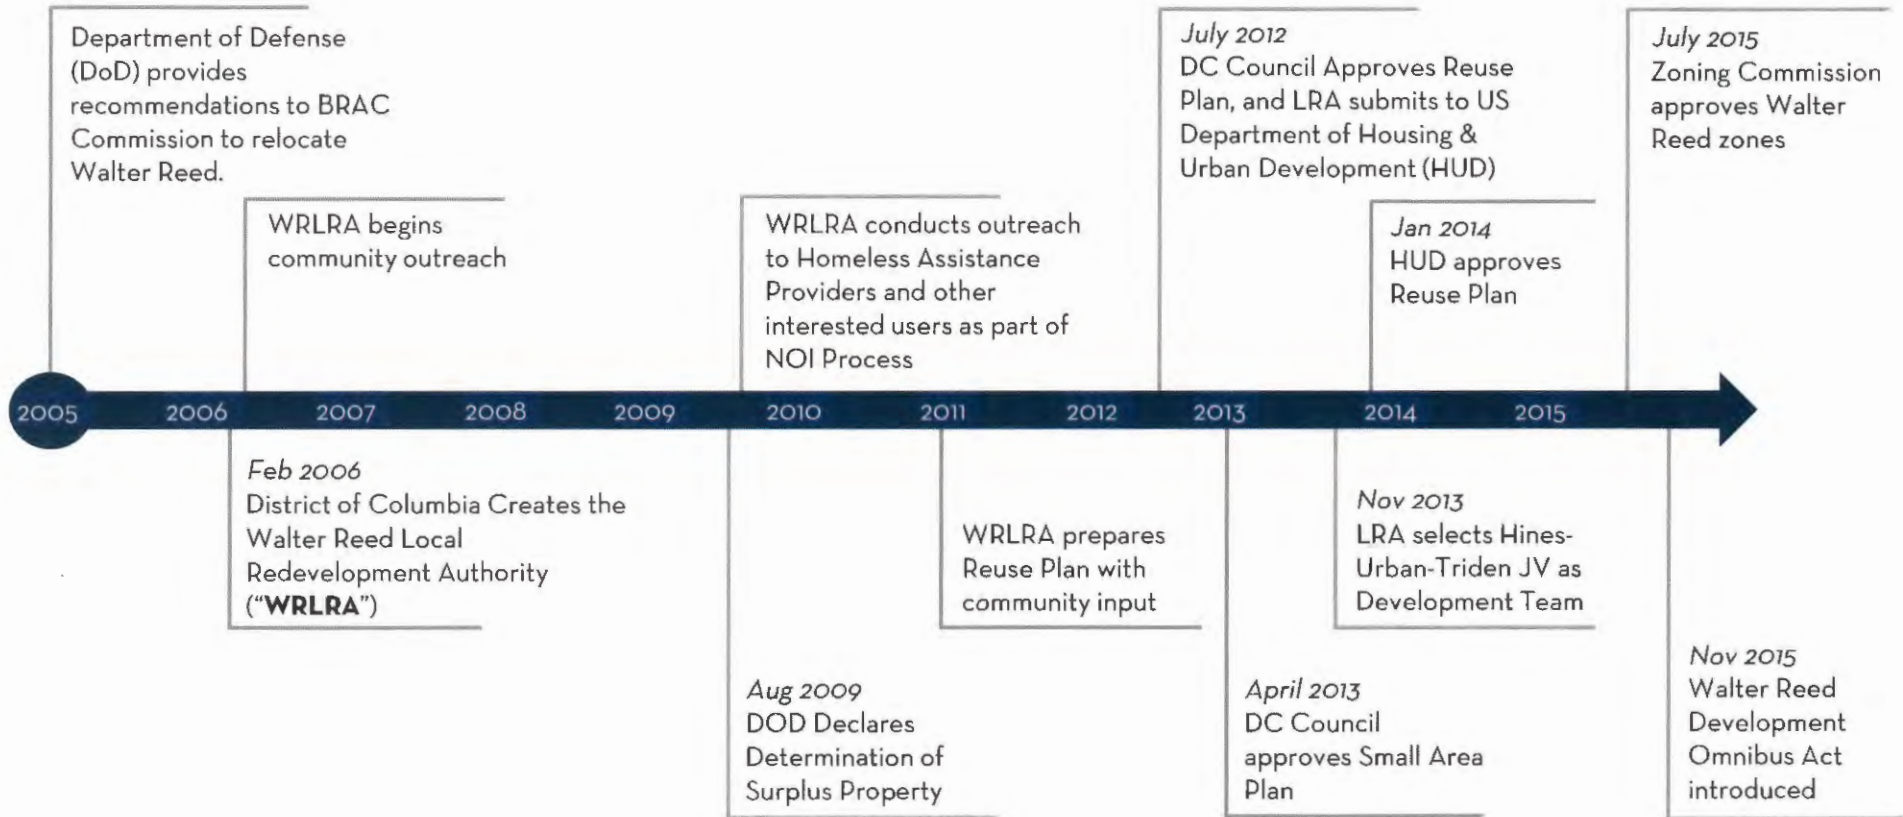 Department of Defense
(DoD) provides
recommendations to BRAC
Commission to relocate
Walter Reed.
WRLRA begins
community outreach
WRLRA conducts outreach
to Homeless Assistance
Providers and other
interested users as part of
NOI Process
July 2012
DC Council Approves Reuse
Plan, and LRA submits to US
Department of Housing &
Urban Development (HUD)
Jan 2014
HUD approves
Reuse Plan
July 2015
Zoning Commission
approves Walter
Reed zones
2005 2006 2007 2008 2009 2010 2011 2012 2013 2014 2015
Feb 2006
District of Columbia Creates the
Walter Reed Local
Redevelopment Authority
("WRLRA")
Aug 2009
DOD Declares
Determination of
Surplus Property
WRLRA prepares
Reuse Plan with
community input
April 2013
DC Council
approves Small Area
Plan
Nov 2013
LRA selects Hines-
Urban-Triden JV as
Development Team
Nov 2015
Walter Reed
Development
Omnibus Act
introduced